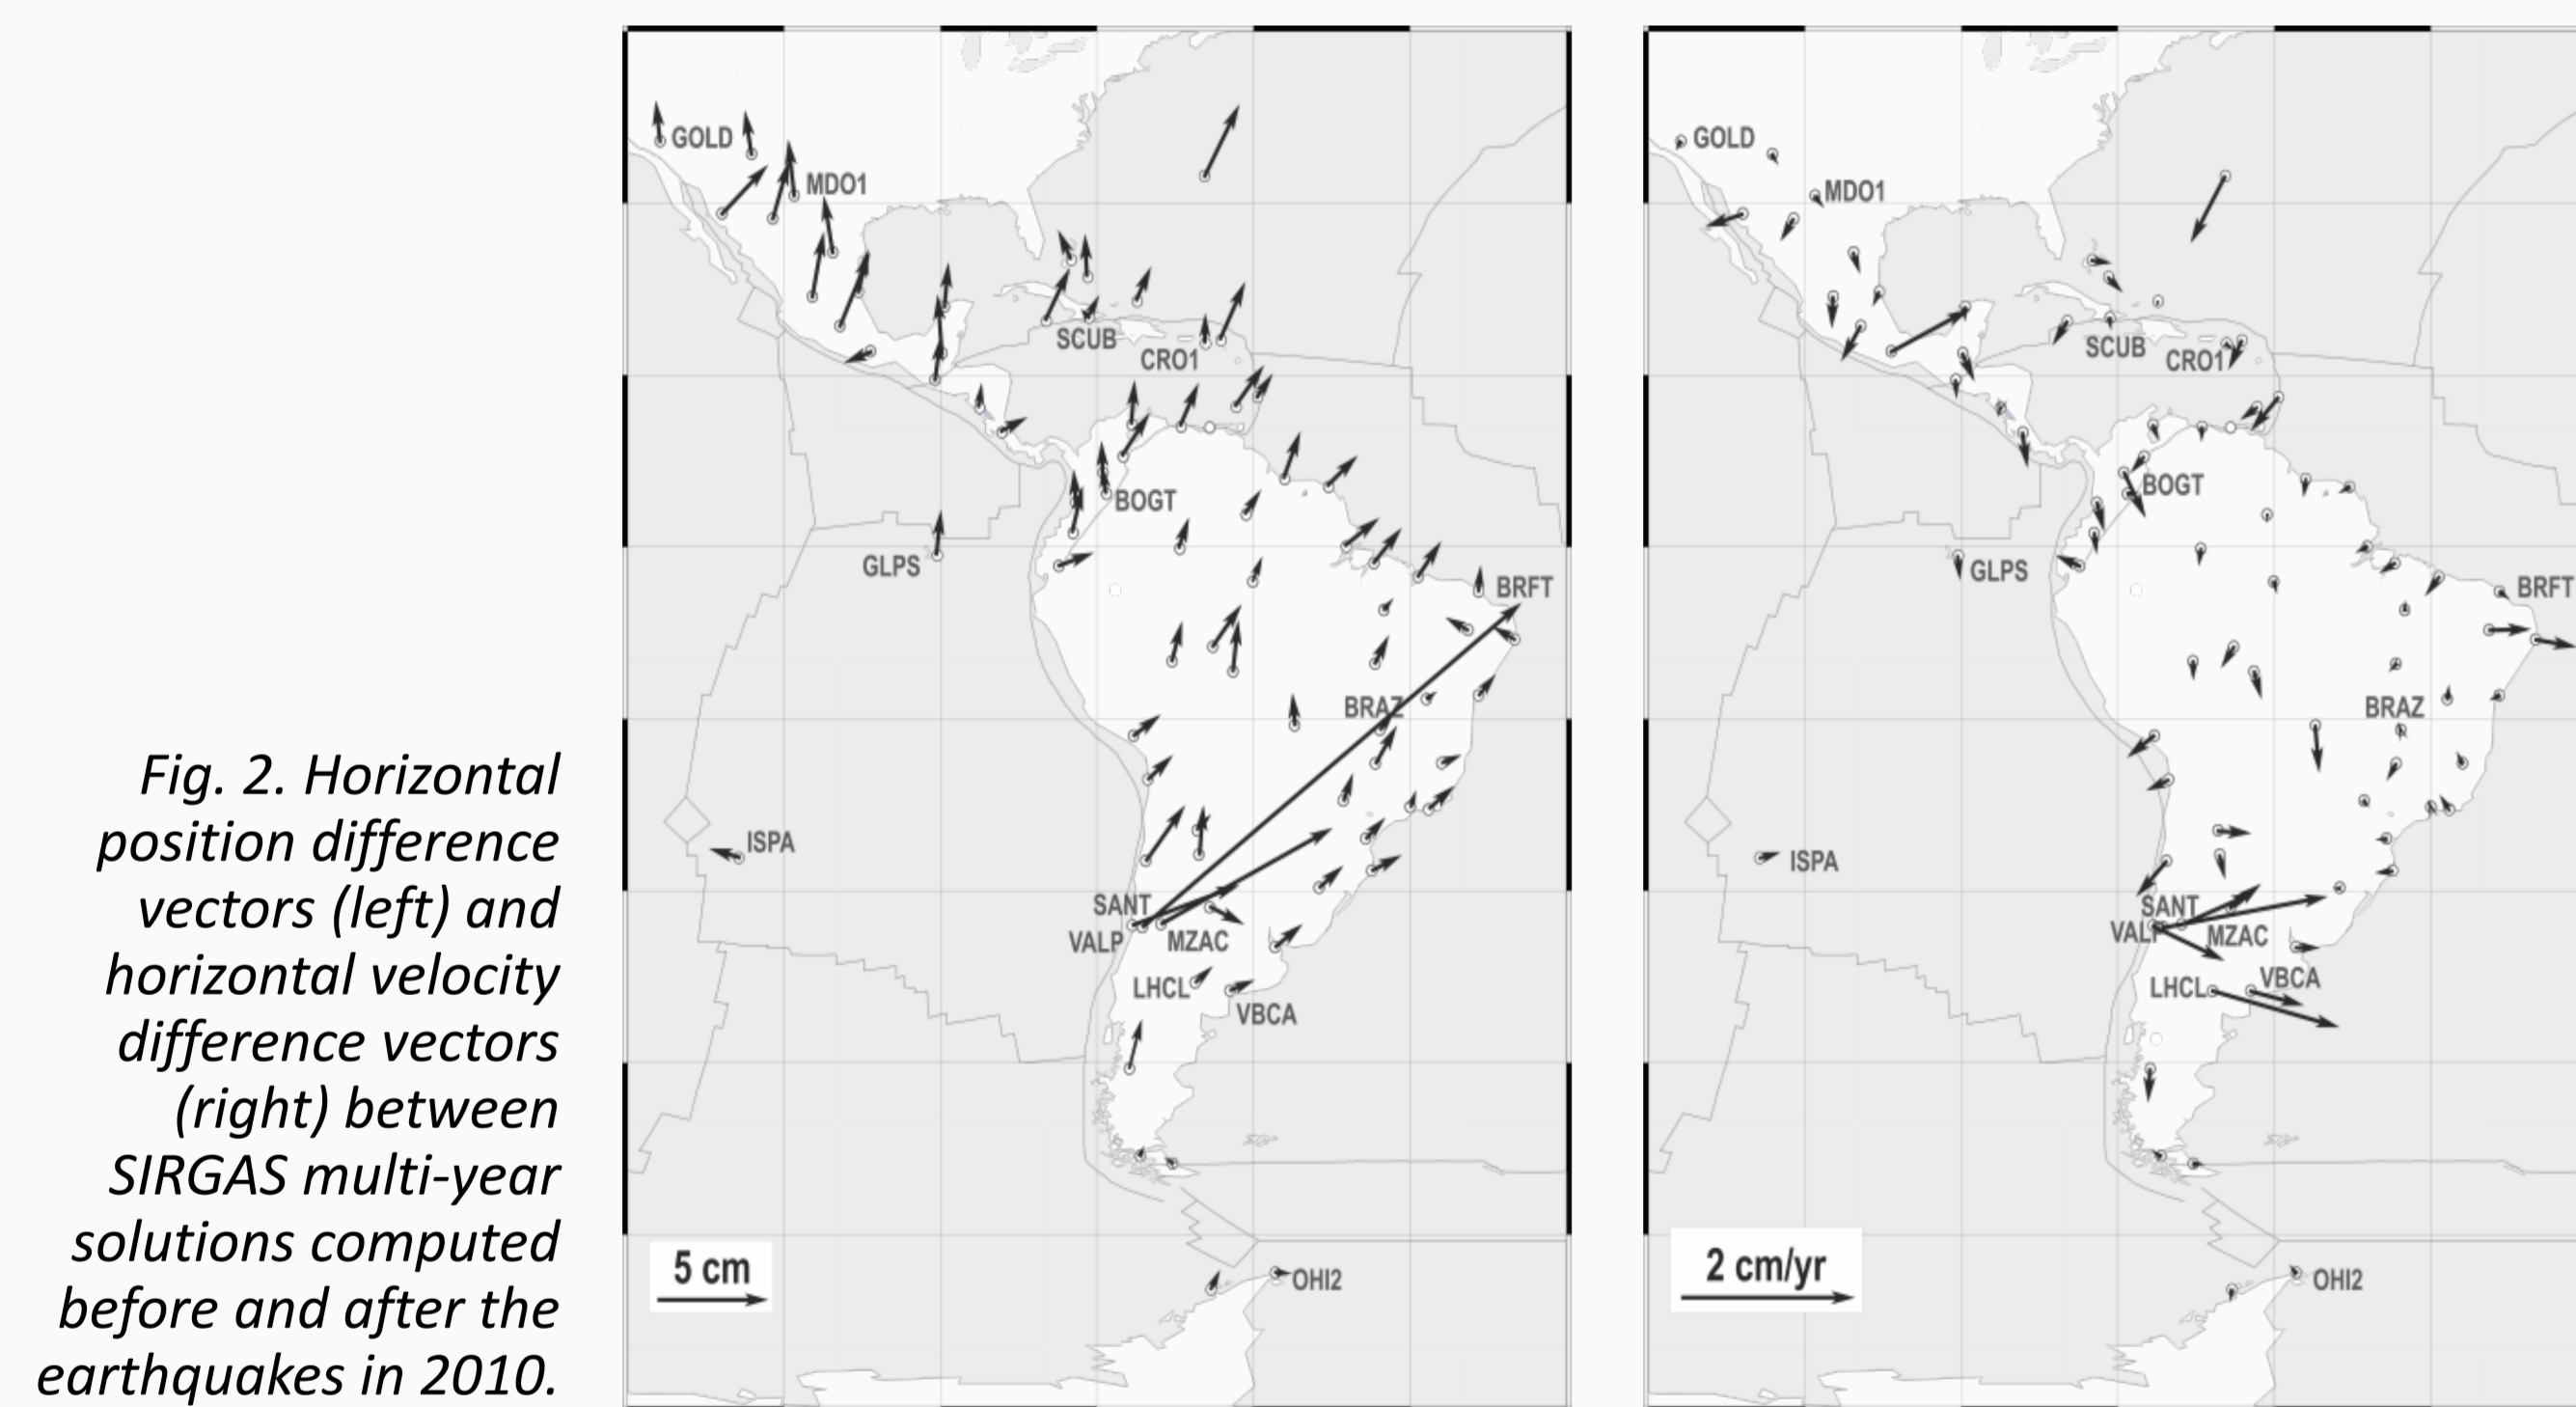 Fig. 2. Horizontal
position difference
vectors (left) and
horizontal velocity
difference vectors
(right) between
SIRGAS multi-year
solutions computed
before and after the
earthquakes in 2010.
GOLD
MDO1
SCUB
CRO1
BOGT
GLPS
BRFT
BRAZ
ISPA
SANT
VALP
MZAC
LHCL
VBCA
5 cm
OHI2
GOLD
MDO1
SCUB
CRO1
BOGT
GLPS
BRFT
BRAZ
ISPA
SANT
VALP
MZAC
LHCL
VBCA
2 cm/yr
OHI2